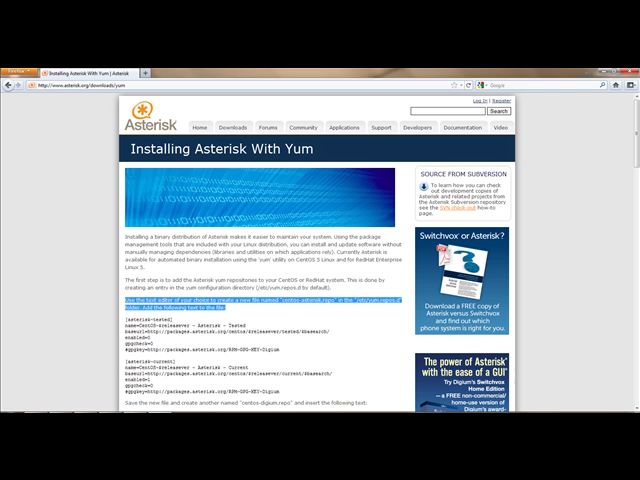 Firefox
Installing Asterisk With Yum | Asterisk
http://www.asterisk.org/downloads/yum
Google
Log In | Register
Search
Asterisk
Home
Downloads
Forums
Community
Applications
Support
Developers
Documentation
Video
Installing Asterisk With Yum
Installing a binary distribution of Asterisk makes it easier to maintain your system. Using the package
management tools that are included with your Linux distribution, you can install and update software without
manually managing dependencies (libraries and utilities on which applications rely). Currently Asterisk is
available for automated binary installation using the 'yum' utility on CentOS 5 Linux and for RedHat Enterprise
Linux 5.
The first step is to add the Asterisk yum repositories to your CentOS or RedHat system. This is done by
creating an entry in the yum configuration directory (/etc/yum.repos.d by default).
Use the text editor of your choice to create a new file named "centos-asterisk.repo" in the "/etc/yum.repos.d"
folder. Add the following text to the file:
[asterisk-tested]
name=CentOS-$releasever - Asterisk - Tested
baseurl=http://packages.asterisk.org/centos/$releasever/tested/$basearch/
enabled=0
gpgcheck=0
#gpgkey=http://packages.asterisk.org/RPM-GPG-KEY-Digium
[asterisk-current]
name=CentOS-$releasever - Asterisk - Current
baseurl=http://packages.asterisk.org/centos/$releasever/current/$basearch/
enabled=1
gpgcheck=0
#gpgkey=http://packages.asterisk.org/RPM-GPG-KEY-Digium
Save the new file and create another named "centos-digium.repo" and insert the following text:
SOURCE FROM SUBVERSION
To learn how you can check
out development copies of
Asterisk and related projects from
the Asterisk Subversion repository
see the SVN check-out how-to
page.
Switchvox or Asterisk?
Download a FREE copy of
Asterisk versus Switchvox
and find out which
phone system is right for you.
The power of Asterisk
with the ease of a GUI
Try Digium's Switchvox
Home Edition
— a FREE non-commercial/
home-use version of
Digium's award-